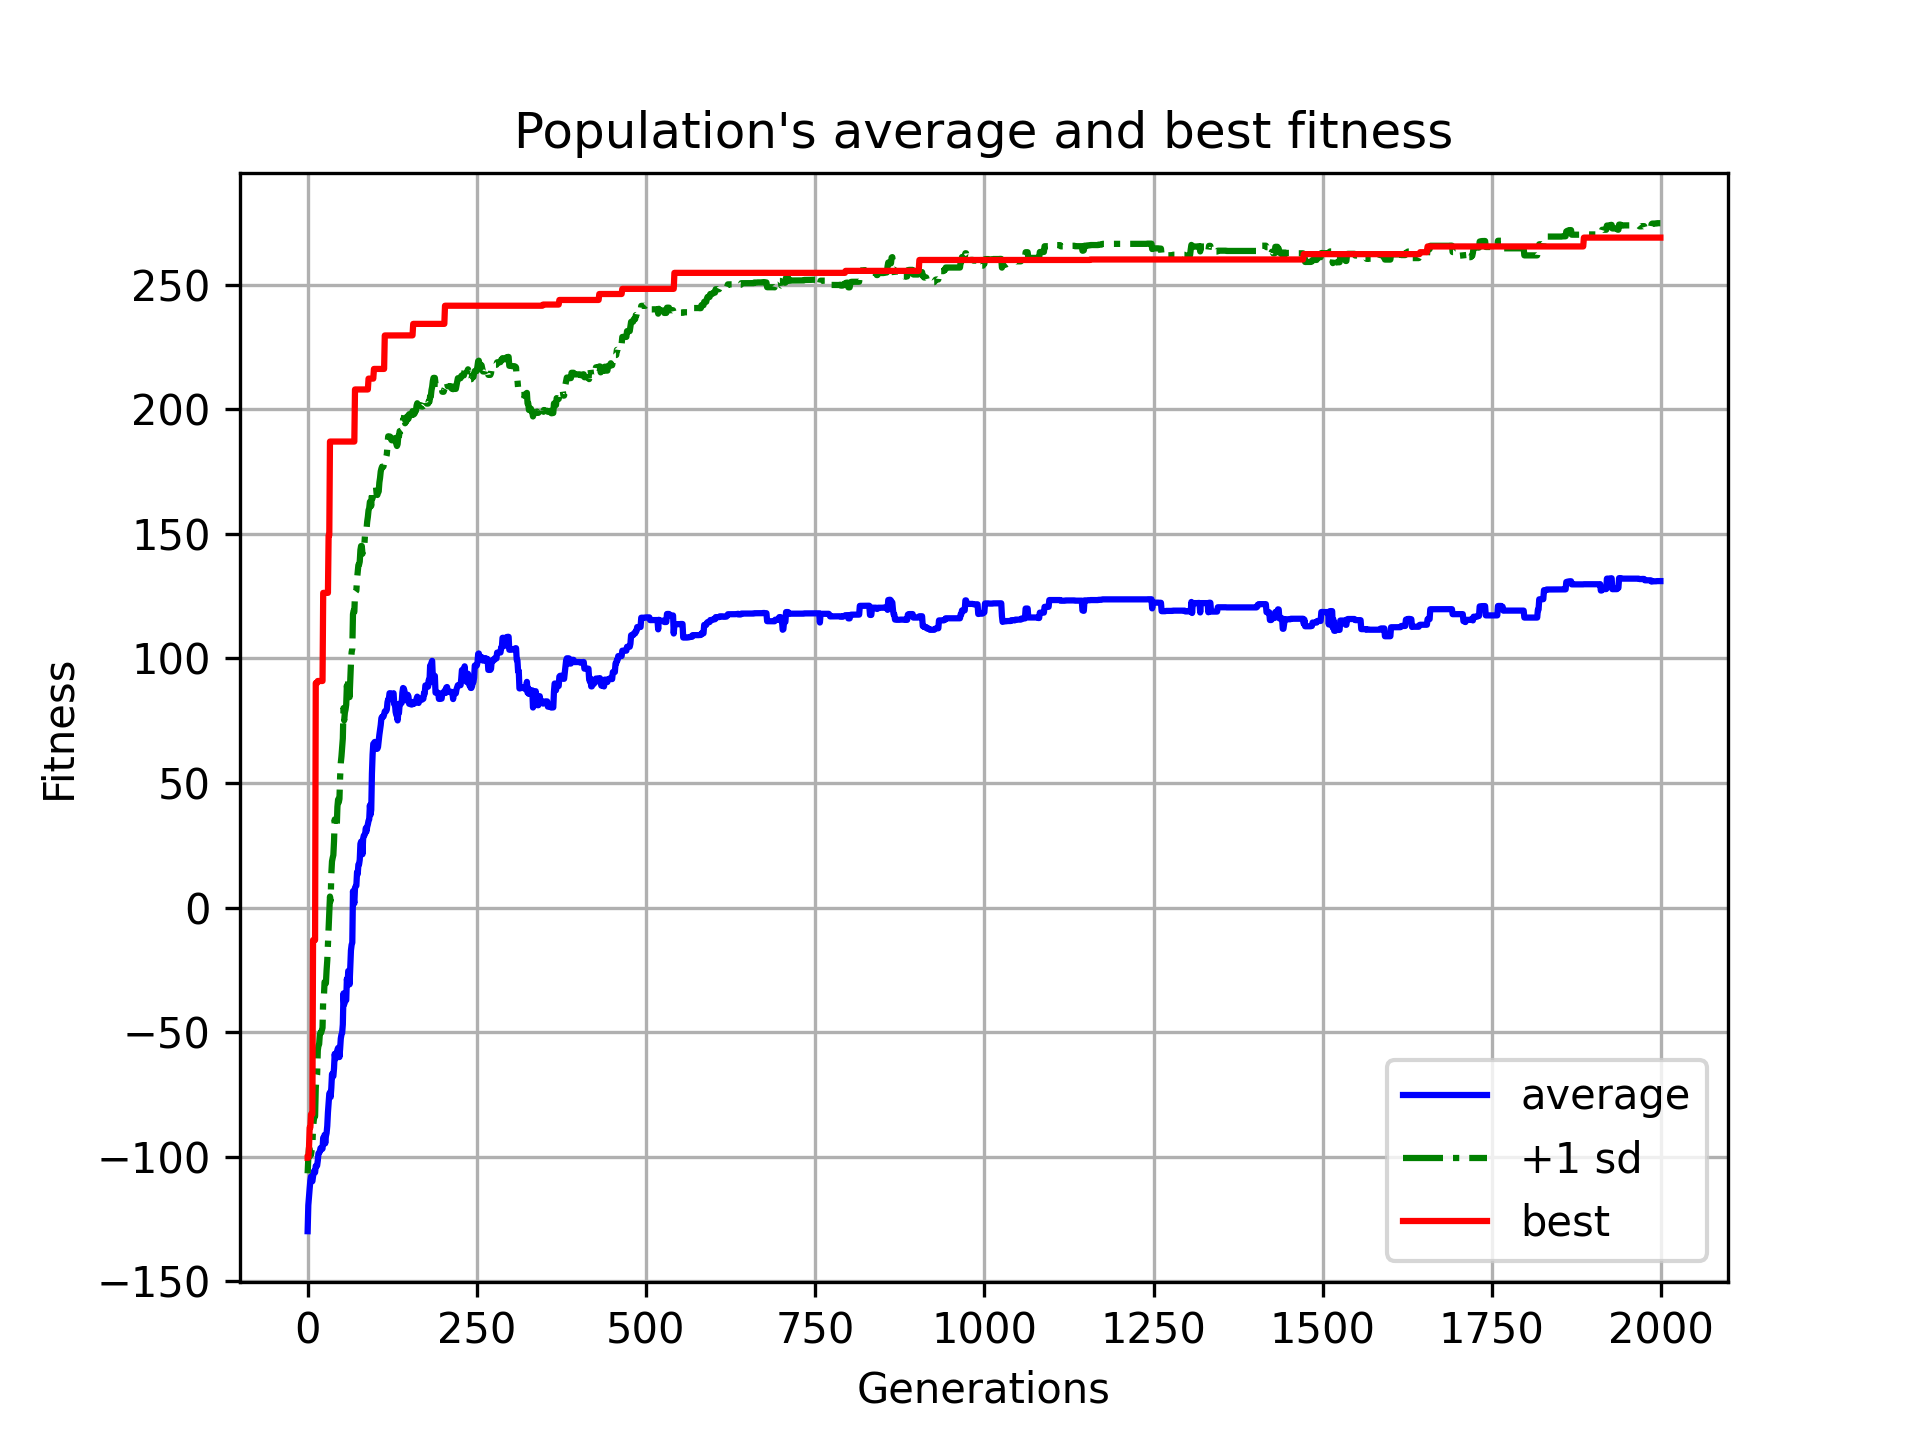 Population's average and best fitness
Fitness
250
200
150
100
50
0
−50
−100
−150
0 250 500 750 1000 1250 1500 1750 2000
Generations
average
+1 sd
best